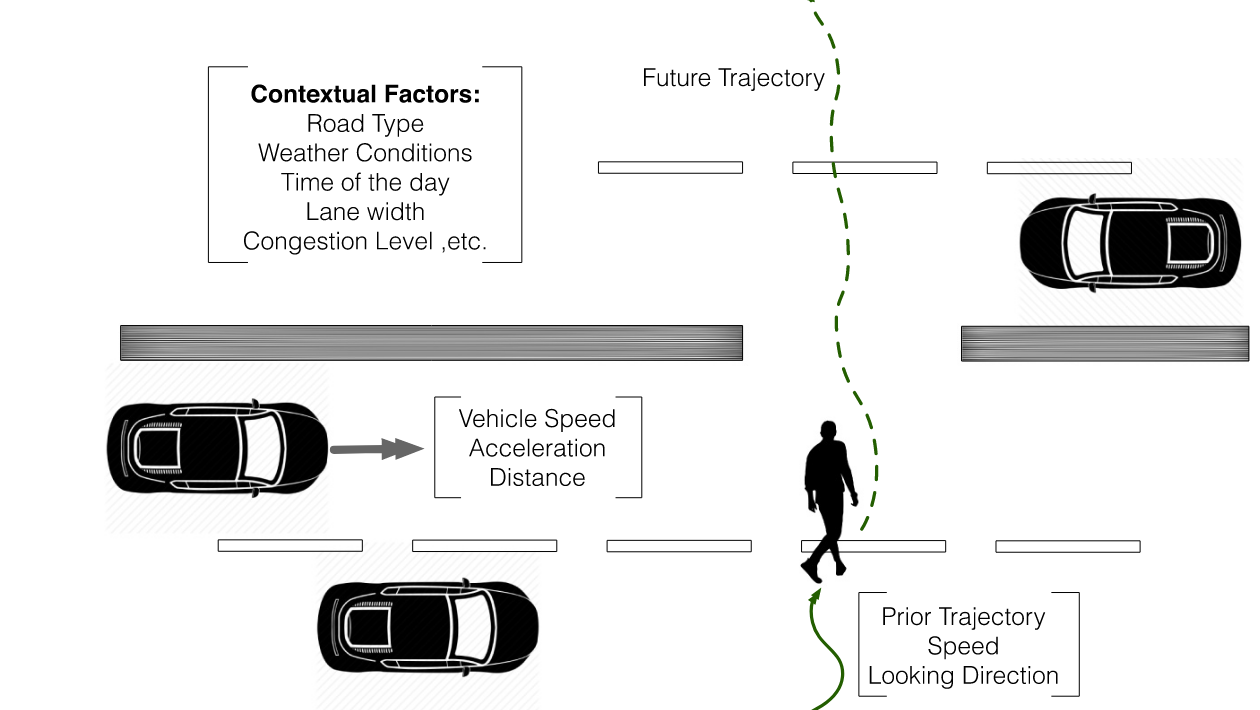 Future Trajectory
Contextual Factors:
Road Type
Weather Conditions
Time of the day
Lane width
Congestion Level ,etc.
Vehicle Speed
Acceleration
Distance
Prior Trajectory
Speed
Looking Direction